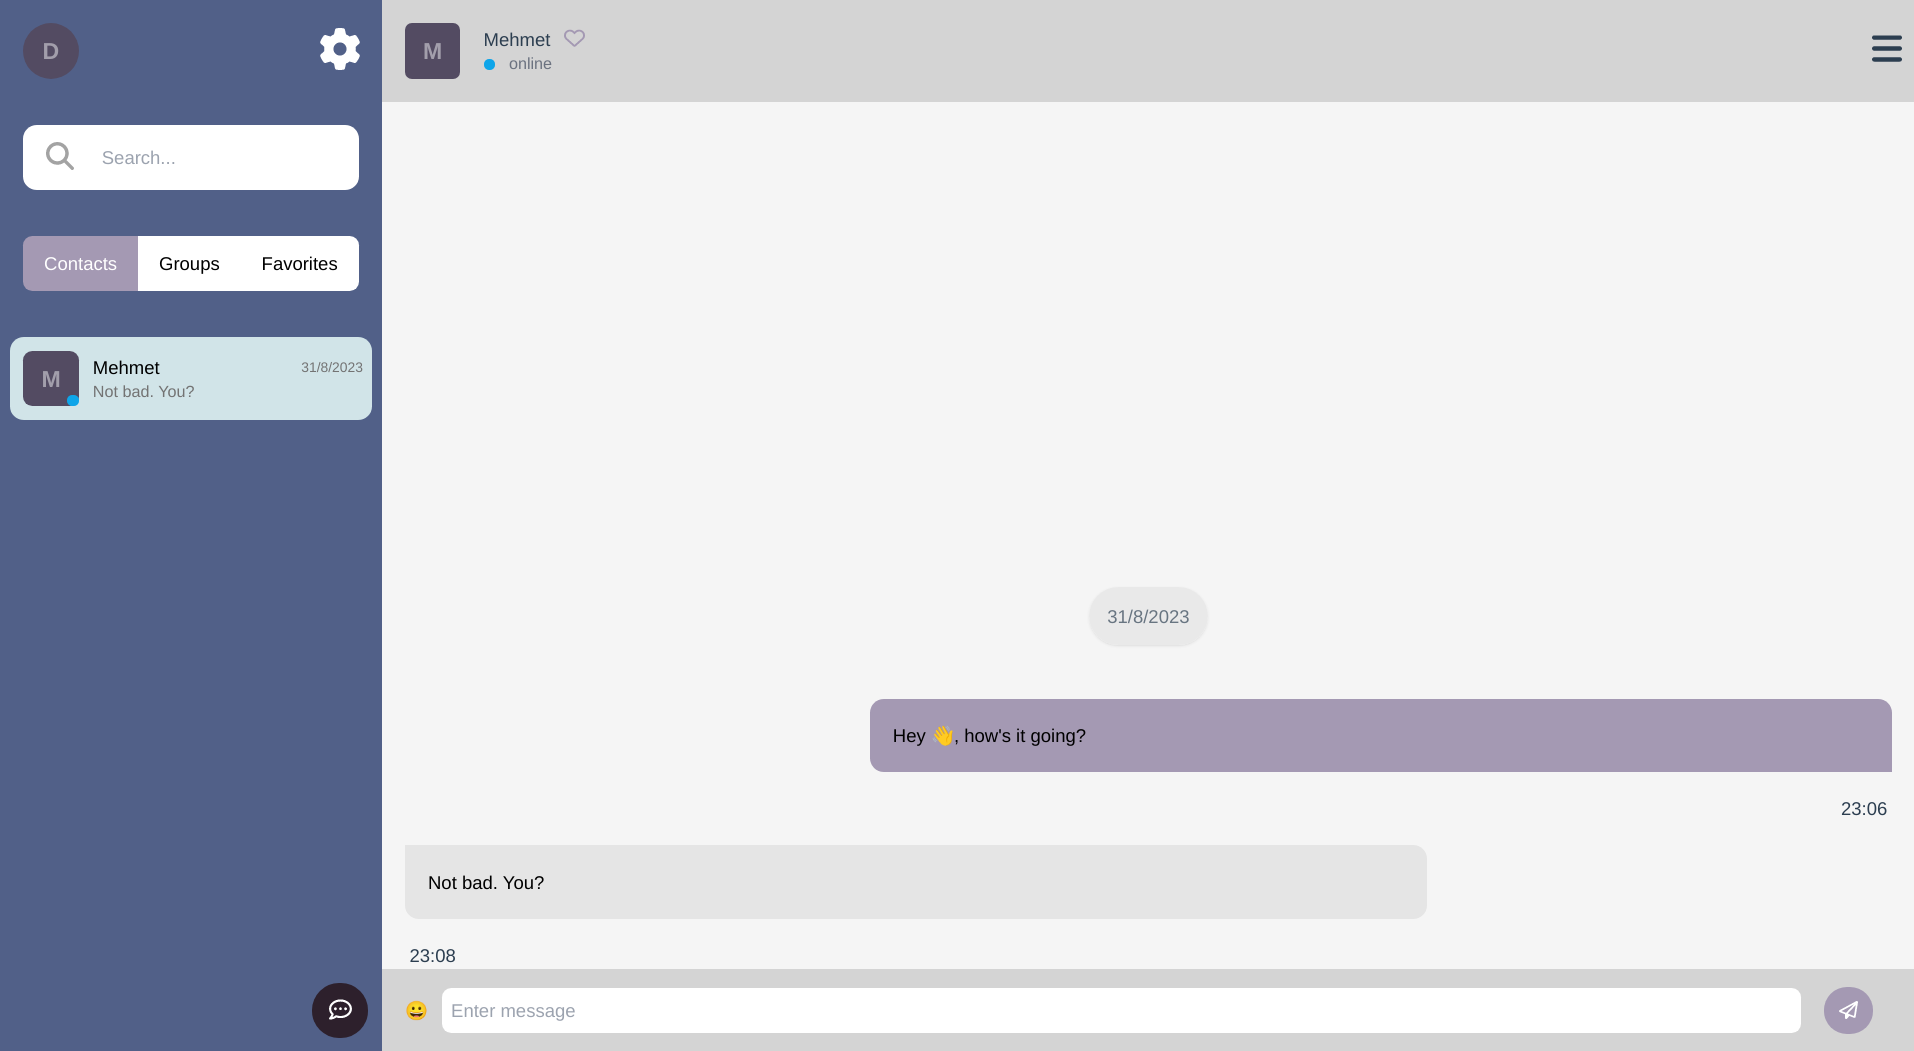 D
Search...
Contacts Groups Favorites
M
Mehmet 31/8/2023
Not bad. You?
M
Mehmet
online
31/8/2023
Hey 👋, how's it going?
23:06
Not bad. You?
23:08
😀 Enter message